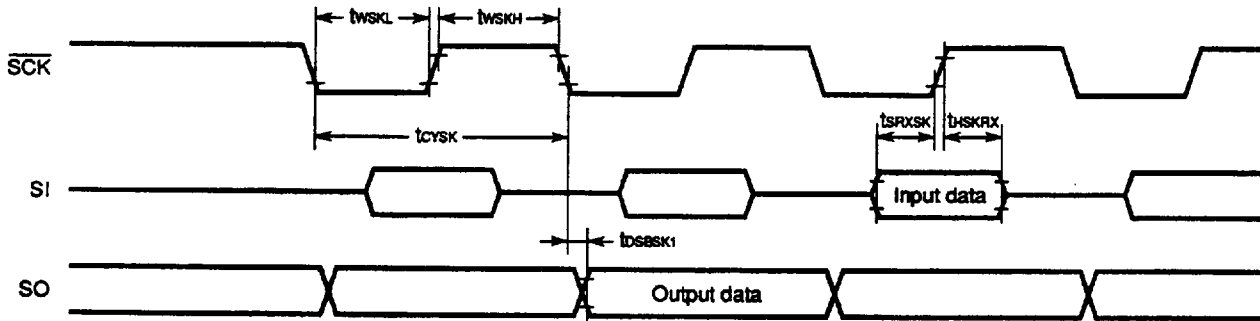 tWSKL
tWSKH
SCK
tCYSK
tSRXSK
tHSKRX
SI
Input data
tDSBSK1
SO
Output data